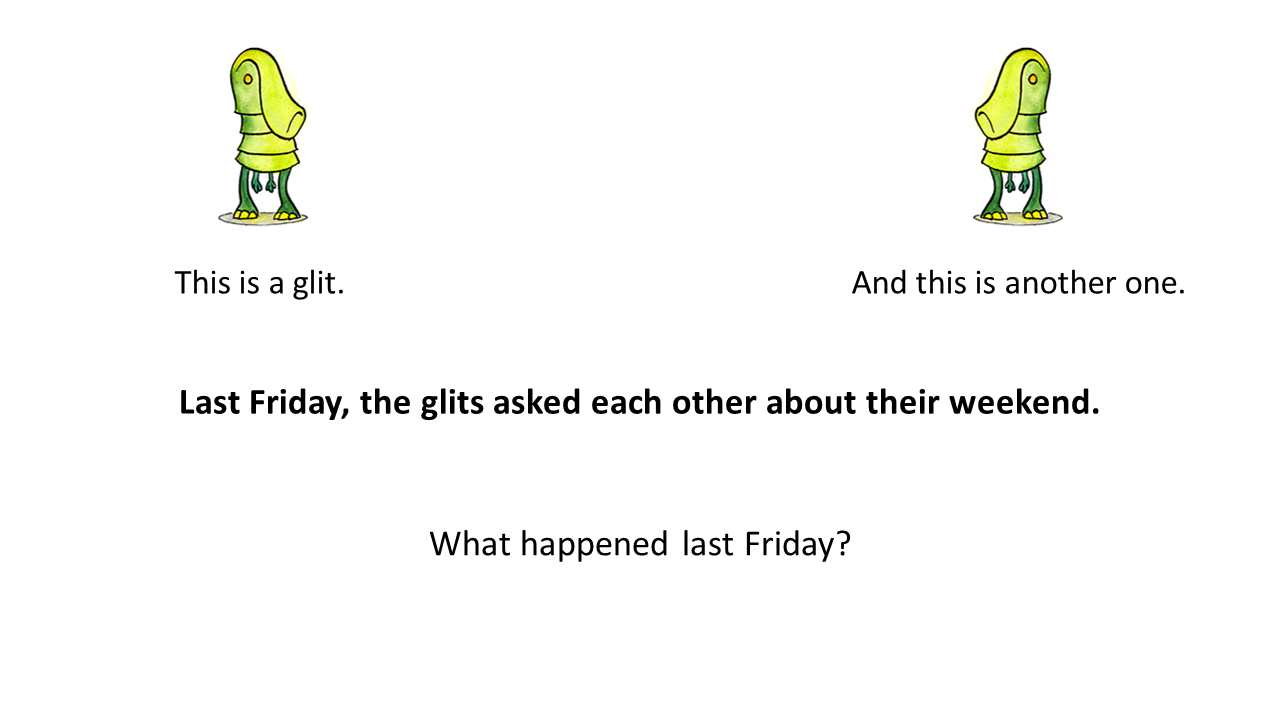 This is a glit.
And this is another one.
Last Friday, the glits asked each other about their weekend.
What happened last Friday?